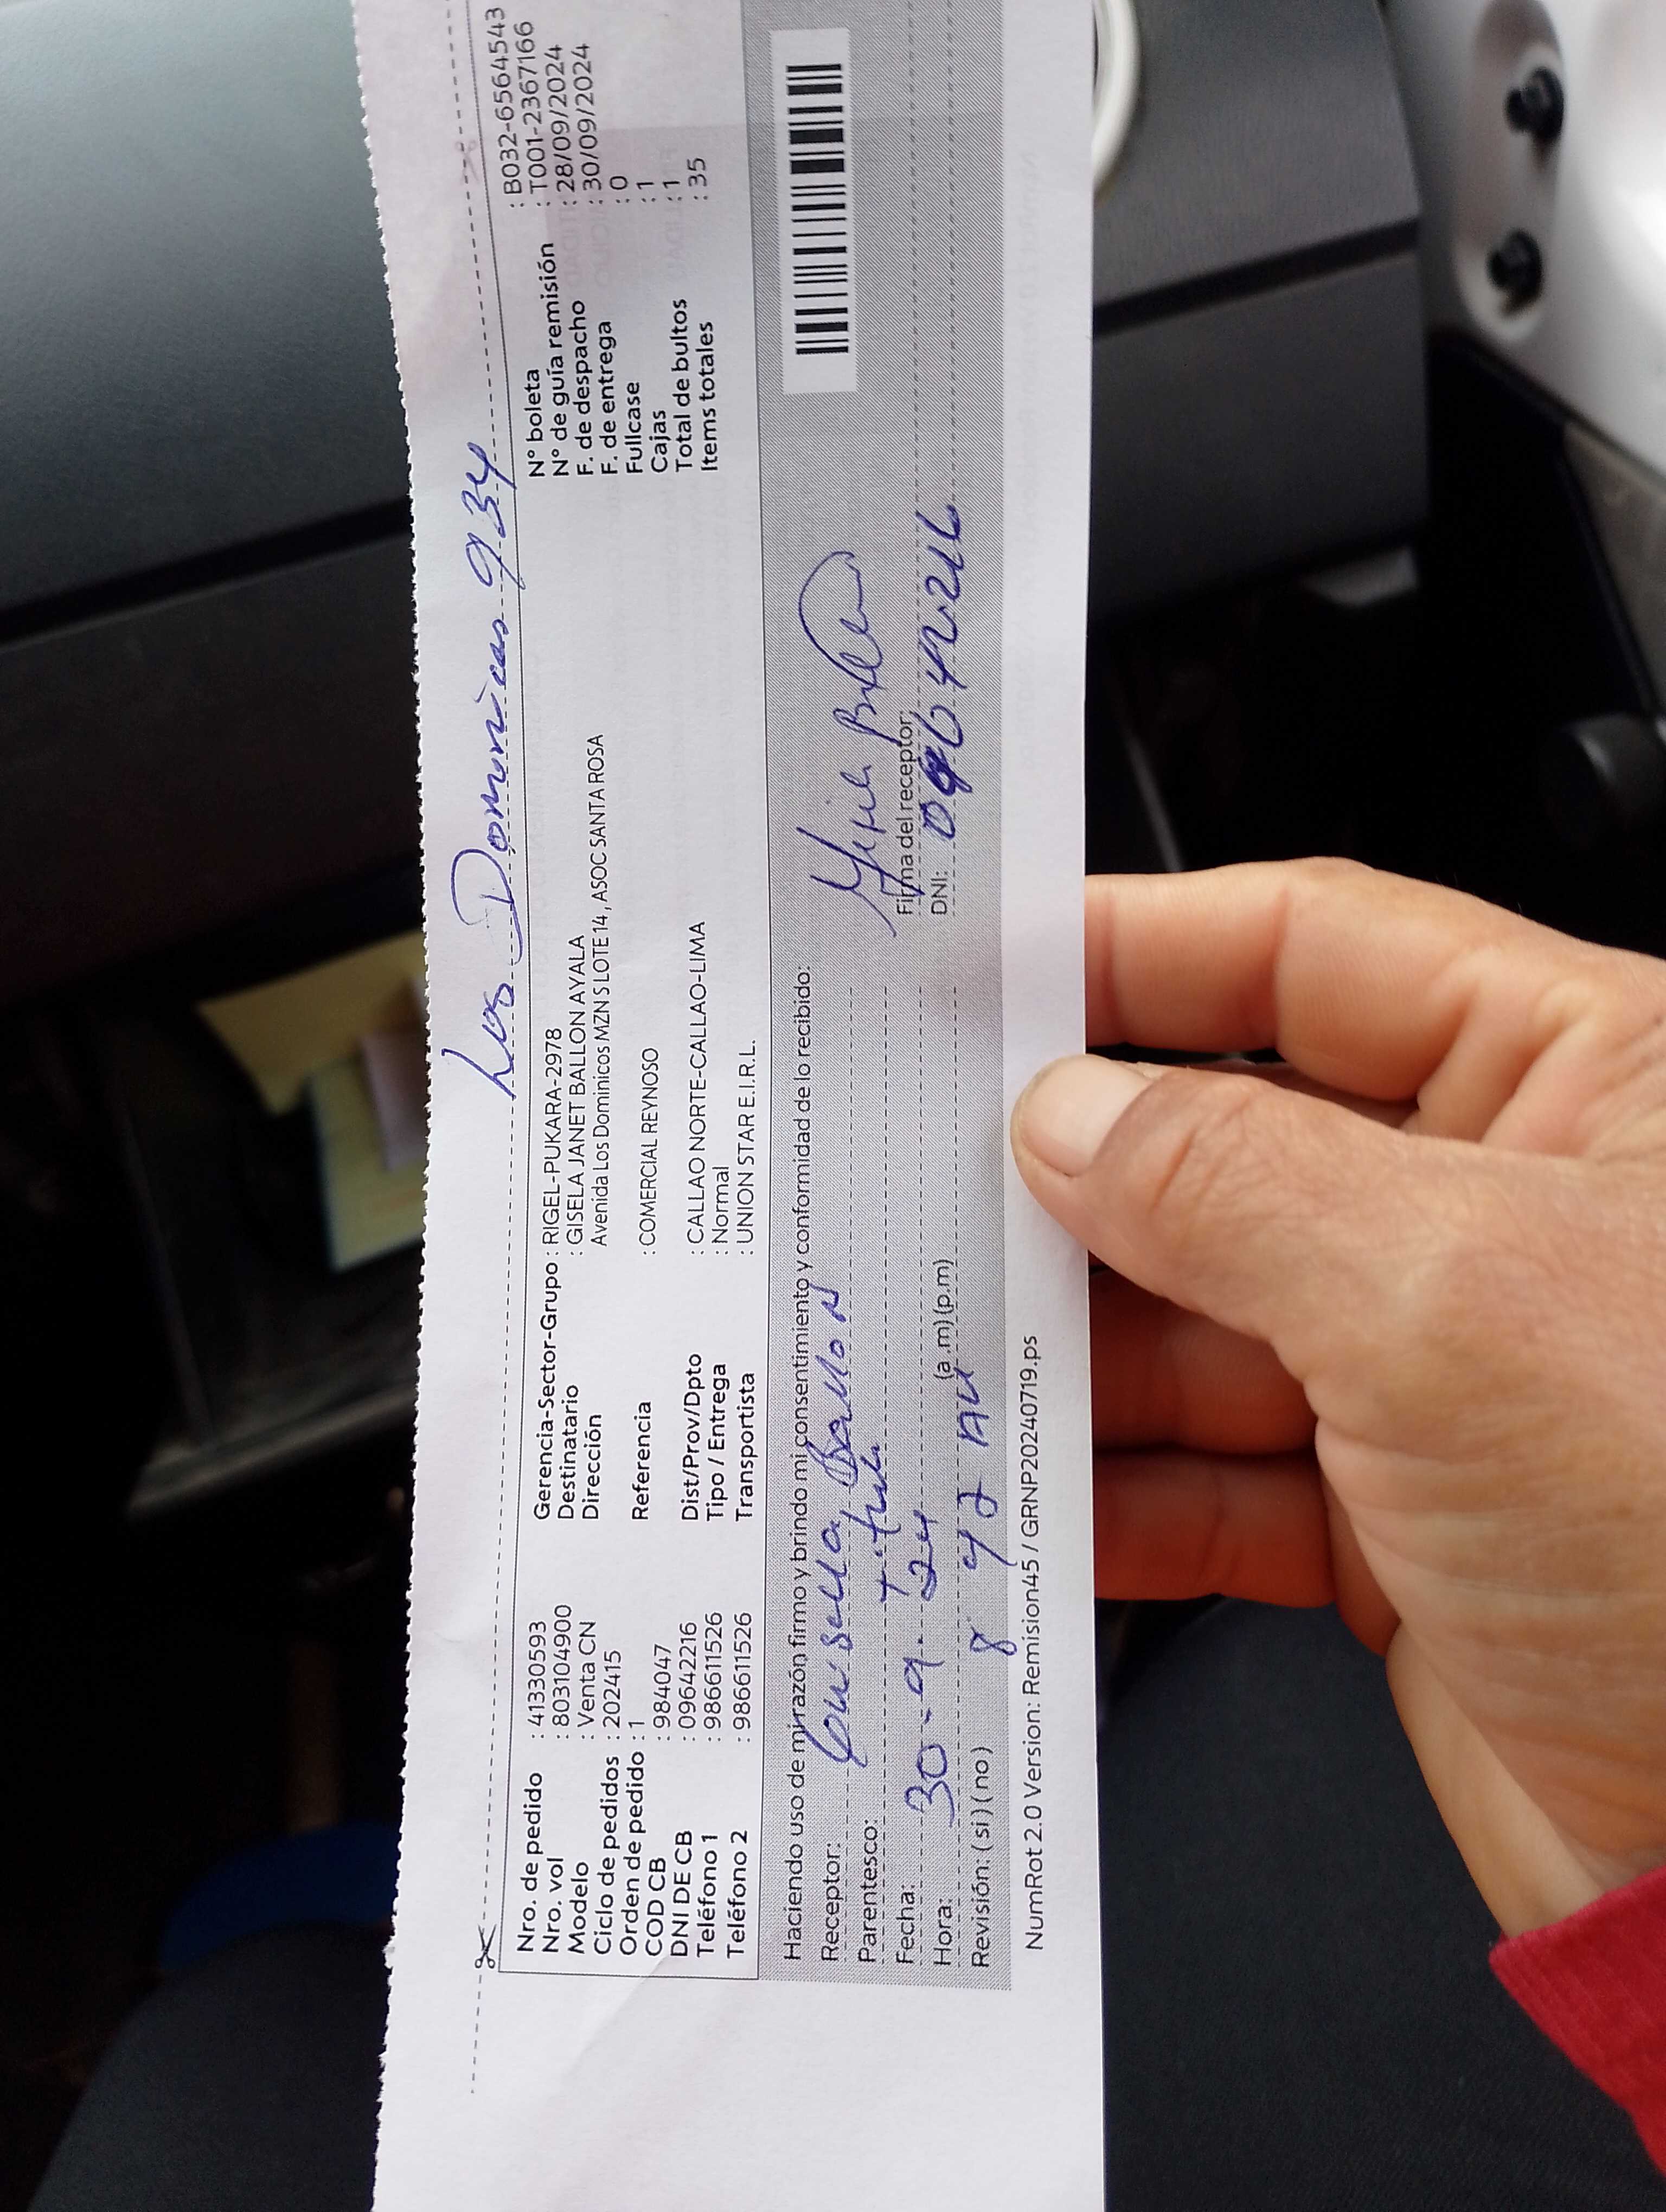 Los Dominicos 934
Nro. de pedido : 41330593
Nro. vol : 803104900
Modelo : Venta CN
Ciclo de pedidos : 202415
Orden de pedido : 1
COD CB : 984047
DNI DE CB : 09642216
Teléfono 1 : 986611526
Teléfono 2 : 986611526
Gerencia-Sector-Grupo : RIGEL-PUKARA-2978
Destinatario : GISELA JANET BALLON AYALA
Dirección Avenida Los Dominicos MZN S LOTE 14, ASOC SANTA ROSA
Referencia : COMERCIAL REYNOSO
Dist/Prov/Dpto : CALLAO NORTE-CALLAO-LIMA
Tipo / Entrega : Normal
Transportista : UNION STAR E.I.R.L.
N° boleta : B032-6564543
N° de guía remisión : T001-2367166
F. de despacho : 28/09/2024
F. de entrega : 30/09/2024
Fullcase : 0
Cajas : 1
Total de bultos : 1
Items totales : 35
Haciendo uso de mi razón firmo y brindo mi consentimiento y conformidad de lo recibido:
Receptor: Ballon
Parentesco:
Fecha: 30-9-24
Hora: 8 42 AM (a.m) (p.m)
Revisión: (si) (no)
Firma del receptor:
DNI:
NumRot 2.0 Version: Remision45 / GRNP20240719.ps